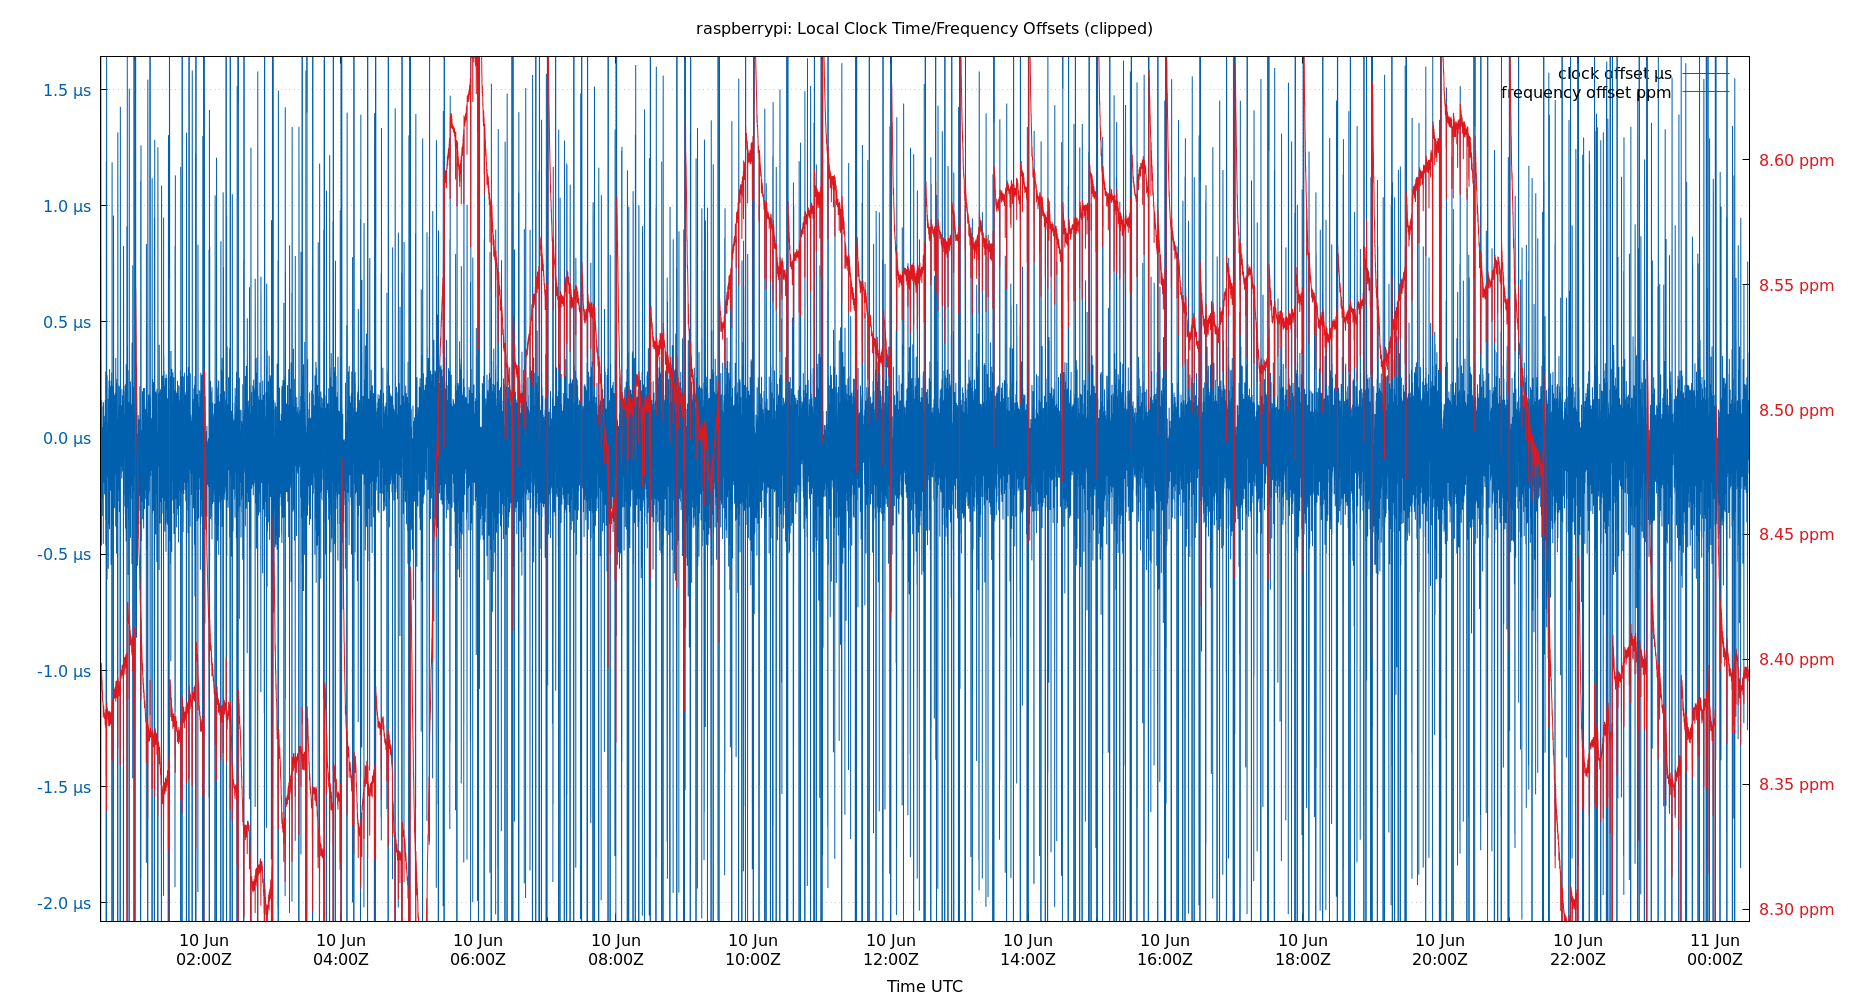 raspberrypi: Local Clock Time/Frequency Offsets (clipped)
clock offset µs
frequency offset ppm
1.5 µs
1.0 µs
0.5 µs
0.0 µs
-0.5 µs
-1.0 µs
-1.5 µs
-2.0 µs
8.60 ppm
8.55 ppm
8.50 ppm
8.45 ppm
8.40 ppm
8.35 ppm
8.30 ppm
10 Jun
02:00Z
10 Jun
04:00Z
10 Jun
06:00Z
10 Jun
08:00Z
10 Jun
10:00Z
10 Jun
12:00Z
10 Jun
14:00Z
10 Jun
16:00Z
10 Jun
18:00Z
10 Jun
20:00Z
10 Jun
22:00Z
11 Jun
00:00Z
Time UTC